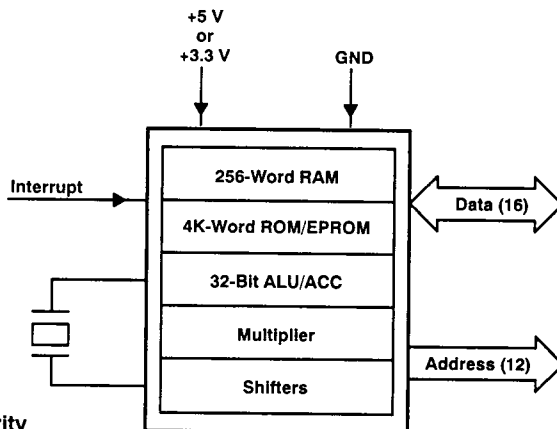 +5 V
or
+3.3 V
GND
Interrupt
256-Word RAM
4K-Word ROM/EPROM
32-Bit ALU/ACC
Multiplier
Shifters
Data (16)
Address (12)
rity